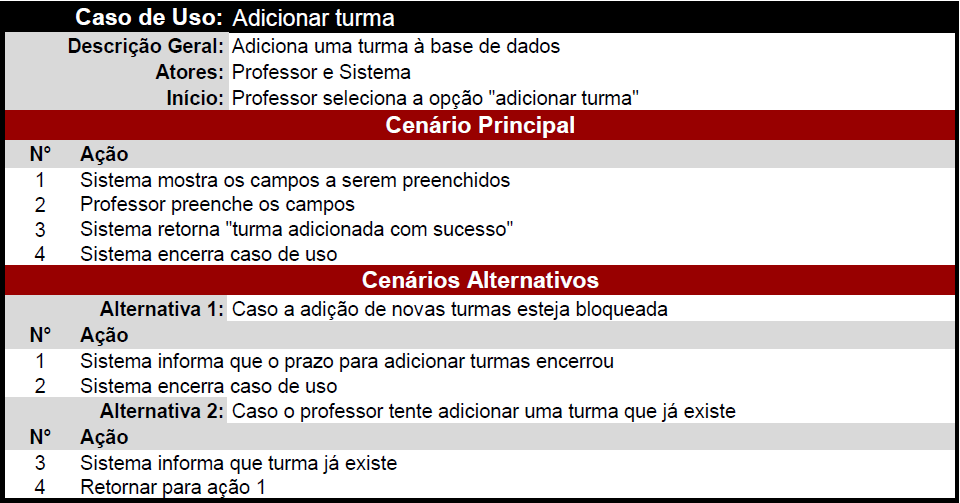 Caso de Uso: Adicionar turma
Descrição Geral: Adiciona uma turma à base de dados
Atores: Professor e Sistema
Início: Professor seleciona a opção "adicionar turma"
Cenário Principal
N° Ação
1 Sistema mostra os campos a serem preenchidos
2 Professor preenche os campos
3 Sistema retorna "turma adicionada com sucesso"
4 Sistema encerra caso de uso
Cenários Alternativos
Alternativa 1: Caso a adição de novas turmas esteja bloqueada
N° Ação
1 Sistema informa que o prazo para adicionar turmas encerrou
2 Sistema encerra caso de uso
Alternativa 2: Caso o professor tente adicionar uma turma que já existe
N° Ação
3 Sistema informa que turma já existe
4 Retornar para ação 1